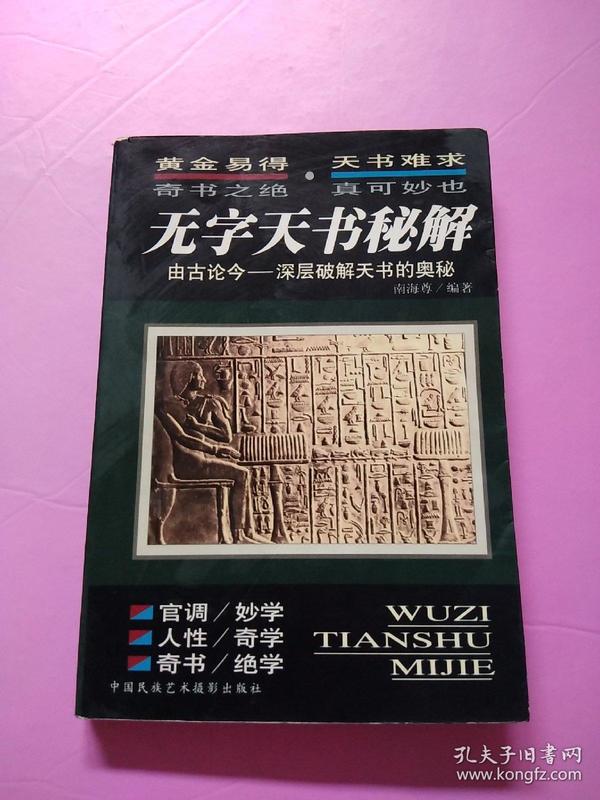 黄金易得·天书难求
奇书之绝 真可妙也
无字天书秘解
由古论今—深层破解天书的奥秘
南海尊/编著
官调/妙学
人性/奇学
奇书/绝学
WUZI
TIANSHU
MIJIE
中国民族艺术摄影出版社
孔夫子旧书网
www.kongfz.com